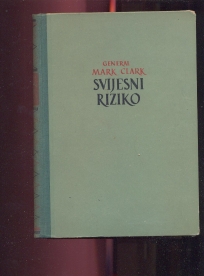 GENERAL
MARK CLARK
SVIJESNI
RIZIKO